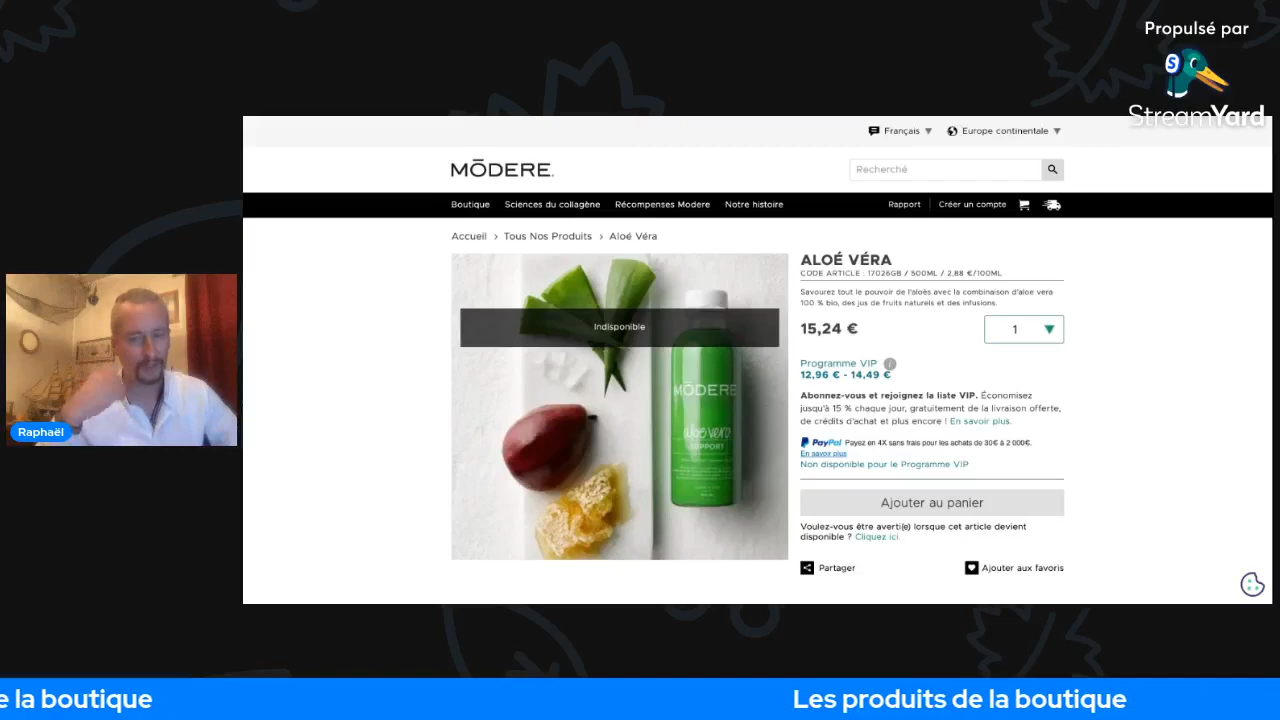 Propulsé par
StreamYard
Français
Europe continentale
MŌDERE.
Recherché
Boutique
Sciences du collagène
Récompenses Modere
Notre histoire
Rapport
Créer un compte
Accueil > Tous Nos Produits > Aloé Véra
Indisponible
MŌDERE
aloe vera
SUPPORT
ALOÉ VÉRA
CODE ARTICLE : 17026GB / 500ML / 2,88 €/100ML
Savourez tout le pouvoir de l'aloès avec la combinaison d'aloe vera
100 % bio, des jus de fruits naturels et des infusions.
15,24 €
1
Programme VIP i
12,96 € - 14,49 €
Abonnez-vous et rejoignez la liste VIP. Économisez
jusqu'à 15 % chaque jour, gratuitement de la livraison offerte,
de crédits d'achat et plus encore ! En savoir plus.
PayPal Payez en 4X sans frais pour les achats de 30€ à 2 000€.
En savoir plus
Non disponible pour le Programme VIP
Ajouter au panier
Voulez-vous être averti(e) lorsque cet article devient
disponible ? Cliquez ici.
Partager
Ajouter aux favoris
Raphaël
e la boutique
Les produits de la boutique